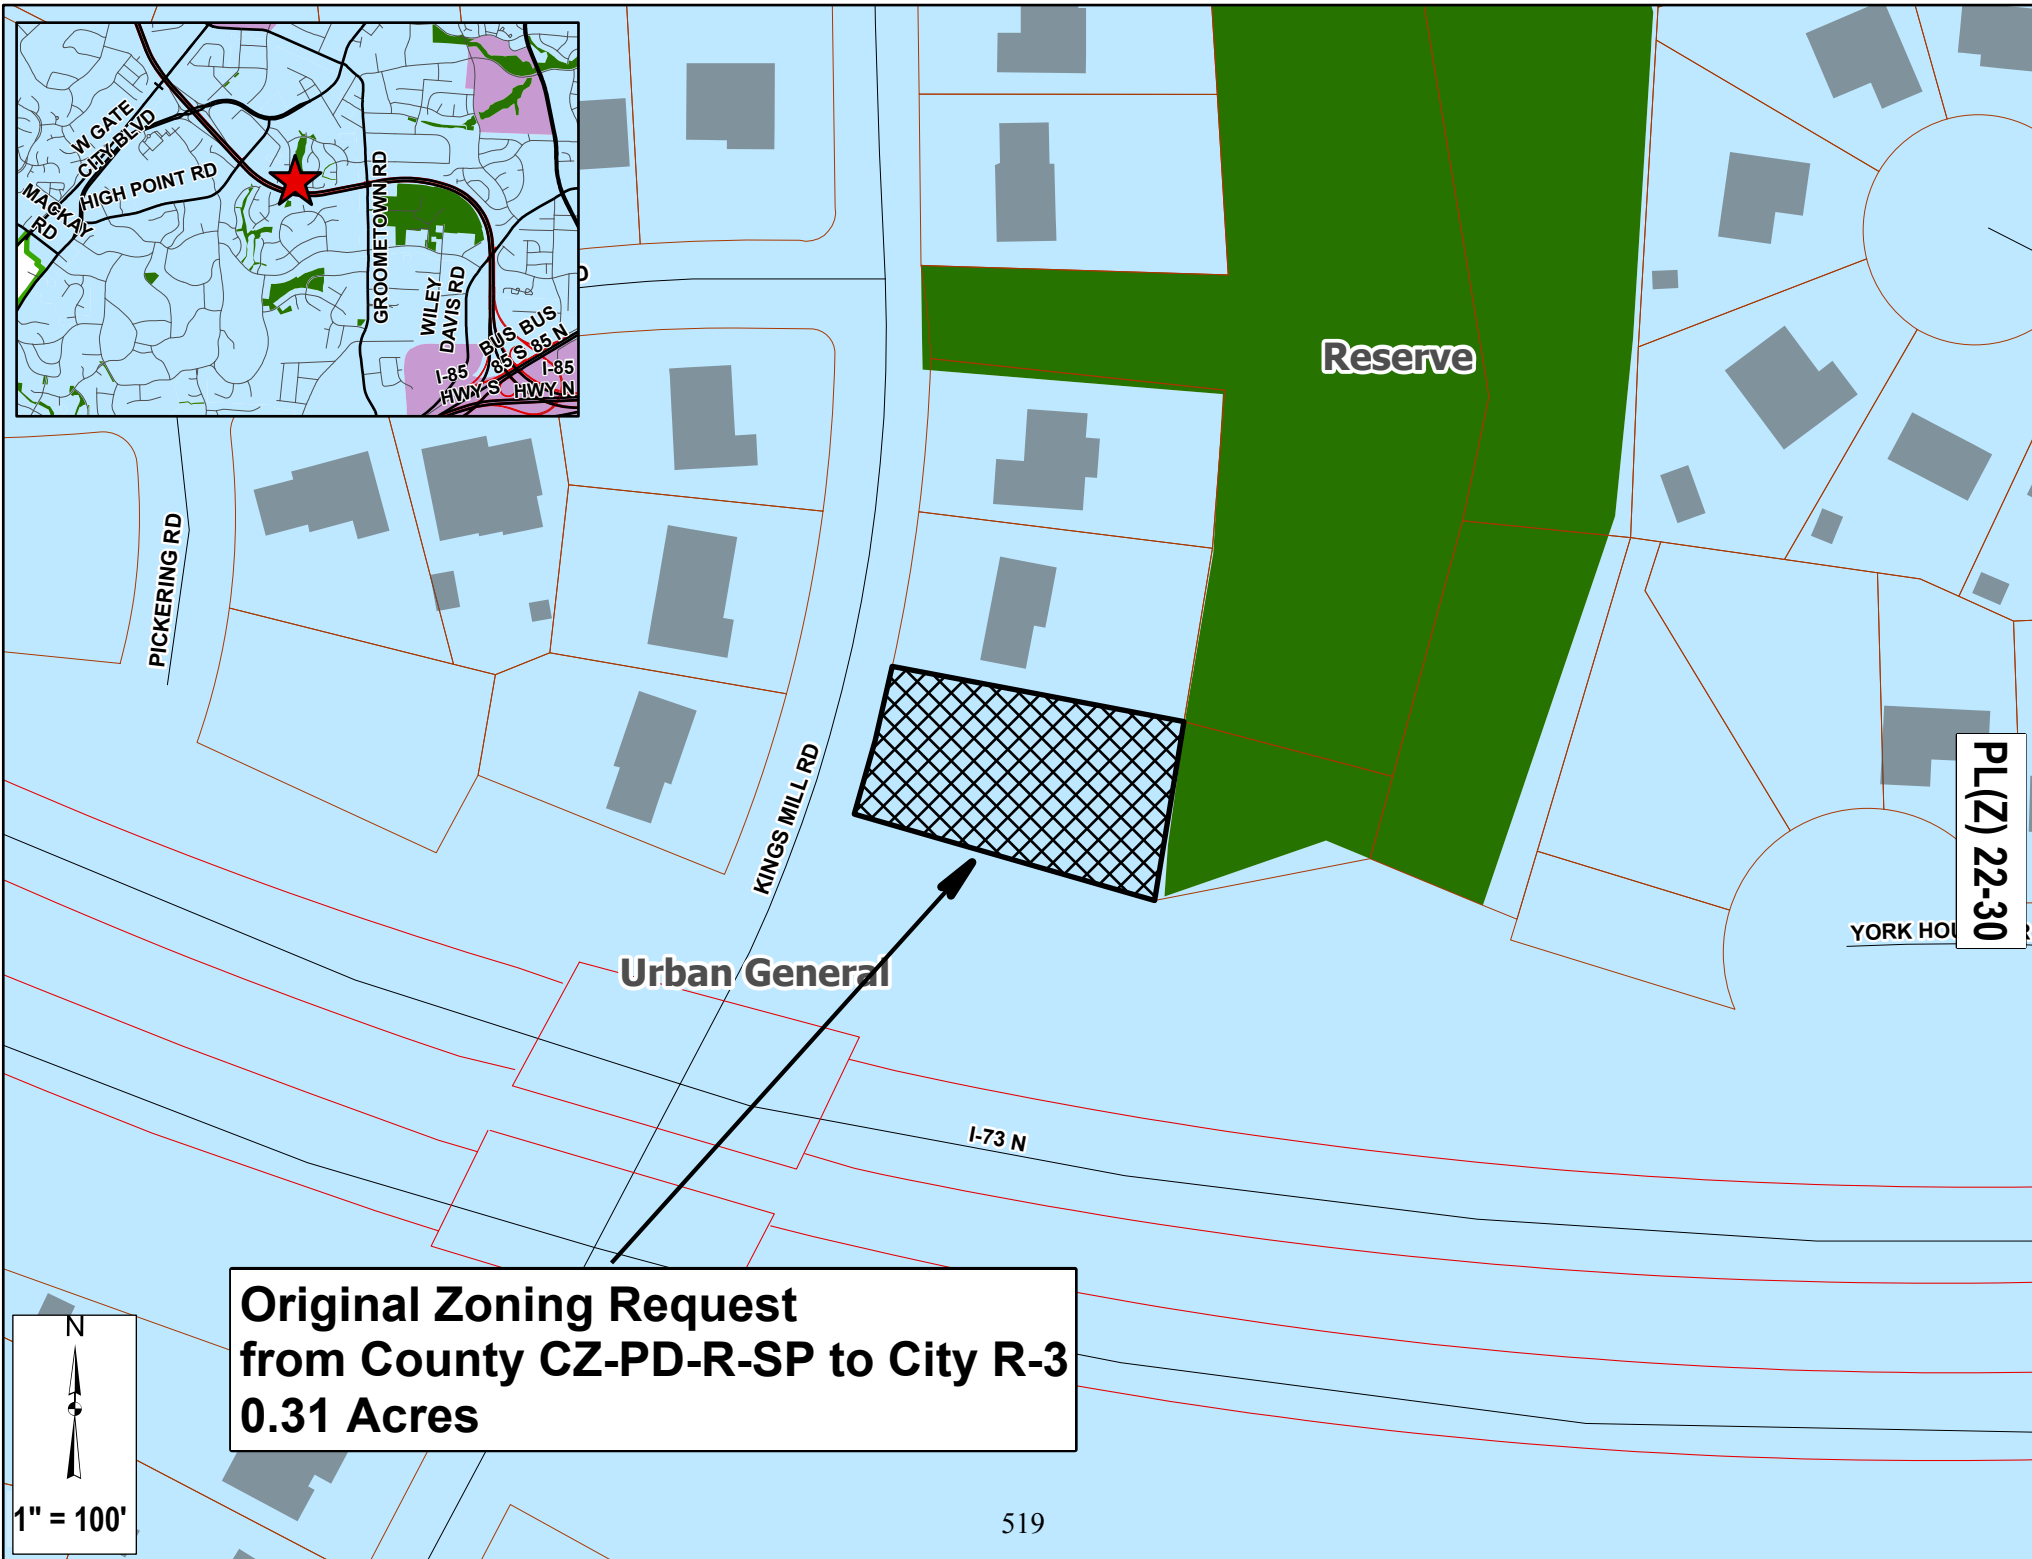 W GATE
CITY BLVD
HIGH POINT RD
MACKAY
RD
GROOMETOWN RD
WILEY
DAVIS RD
BUS BUS
85 S 85 N
I-85
HWY S
I-85
HWY N
D
Reserve
PICKERING RD
KINGS MILL RD
PL(Z) 22-30
YORK HOU
Urban General
I-73 N
Original Zoning Request
from County CZ-PD-R-SP to City R-3
0.31 Acres
N
1" = 100'
519